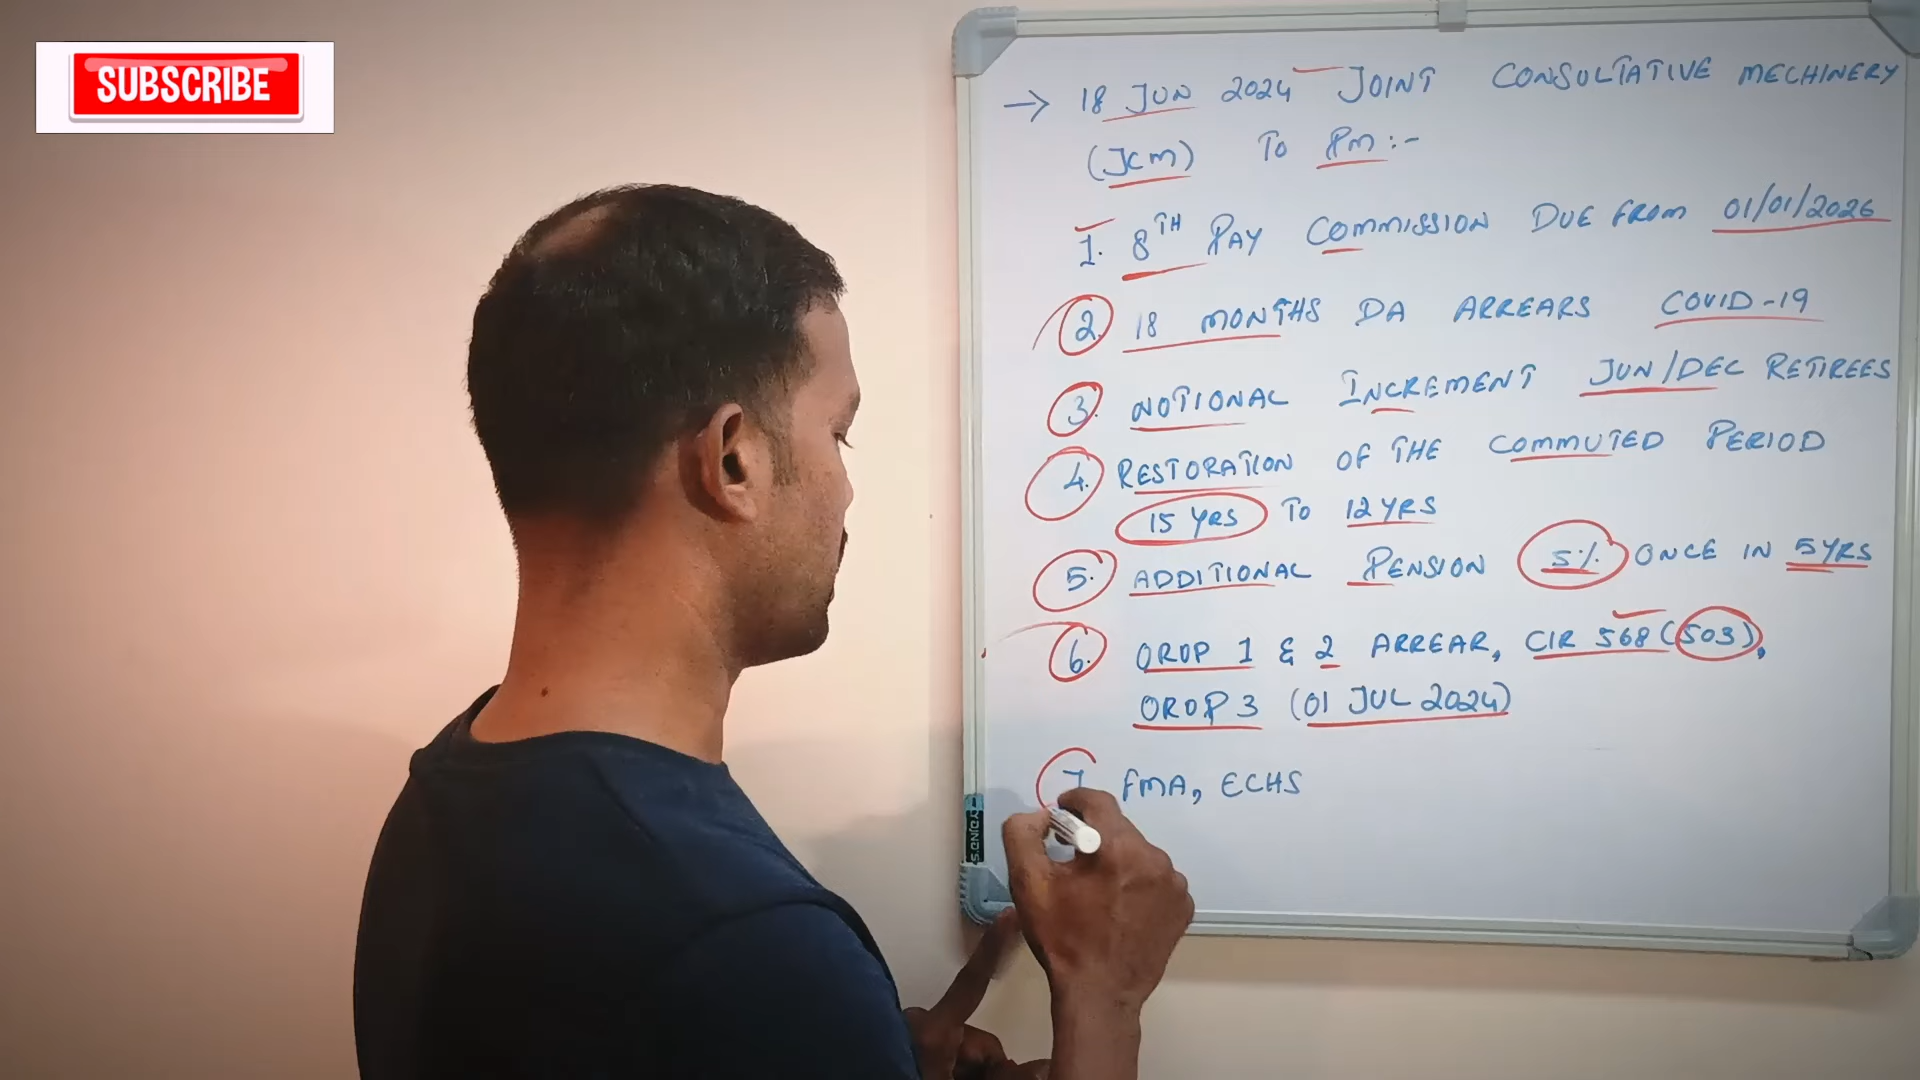 SUBSCRIBE
→ 18 JUN 2024 JOINT CONSULTATIVE MECHINERY
(JCM) TO PM:-
1. 8TH PAY COMMISSION DUE FROM 01/01/2026
2. 18 MONTHS DA ARREARS COVID-19
3. NOTIONAL INCREMENT JUN/DEC RETIREES
4. RESTORATION OF THE COMMUTED PERIOD
15 YRS TO 12 YRS
5. ADDITIONAL PENSION 5% ONCE IN 5YRS
6. OROP 1 & 2 ARREAR, CIR 568 (503),
OROP 3 (01 JUL 2024)
7 FMA, ECHS